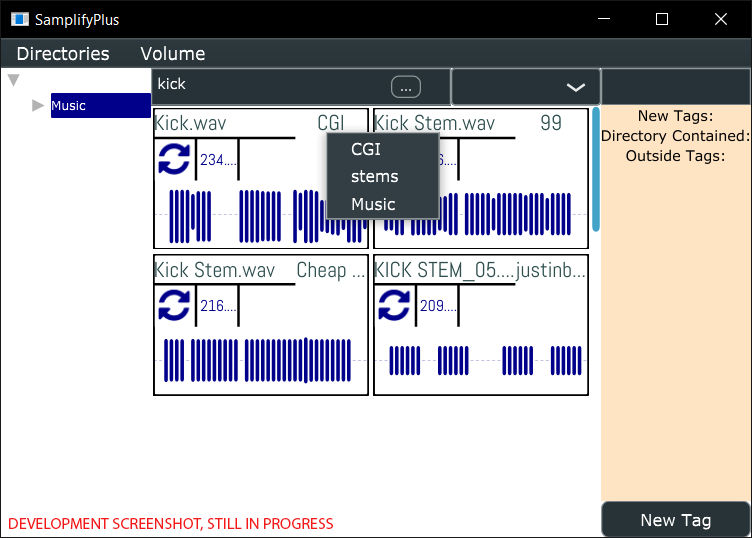 SamplifyPlus
Directories Volume
Music
kick ...
New Tags:
Directory Contained:
Outside Tags:
Kick.wav CGI
234....
Kick Stem.wav 99
CGI
stems
Music
Kick Stem.wav Cheap ...
216....
KICK STEM_05....justinb...
209....
DEVELOPMENT SCREENSHOT, STILL IN PROGRESS
New Tag